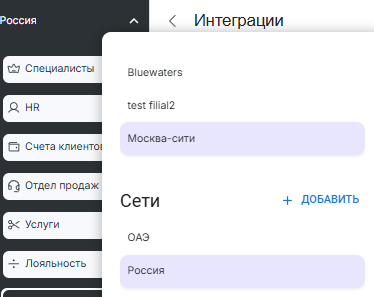 Россия
Интеграции
Специалисты
HR
Счета клиентов
Отдел продаж
Услуги
Лояльность
Bluewaters
test filial2
Москва-сити
Сети
ДОБАВИТЬ
ОАЭ
Россия